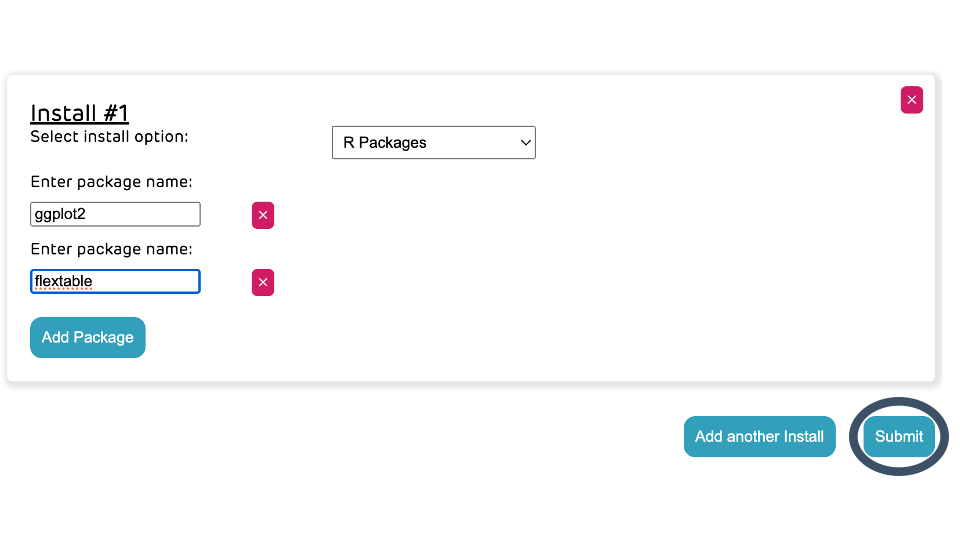 Install #1
Select install option:
R Packages
Enter package name:
ggplot2
Enter package name:
flextable
Add Package
Add another Install
Submit